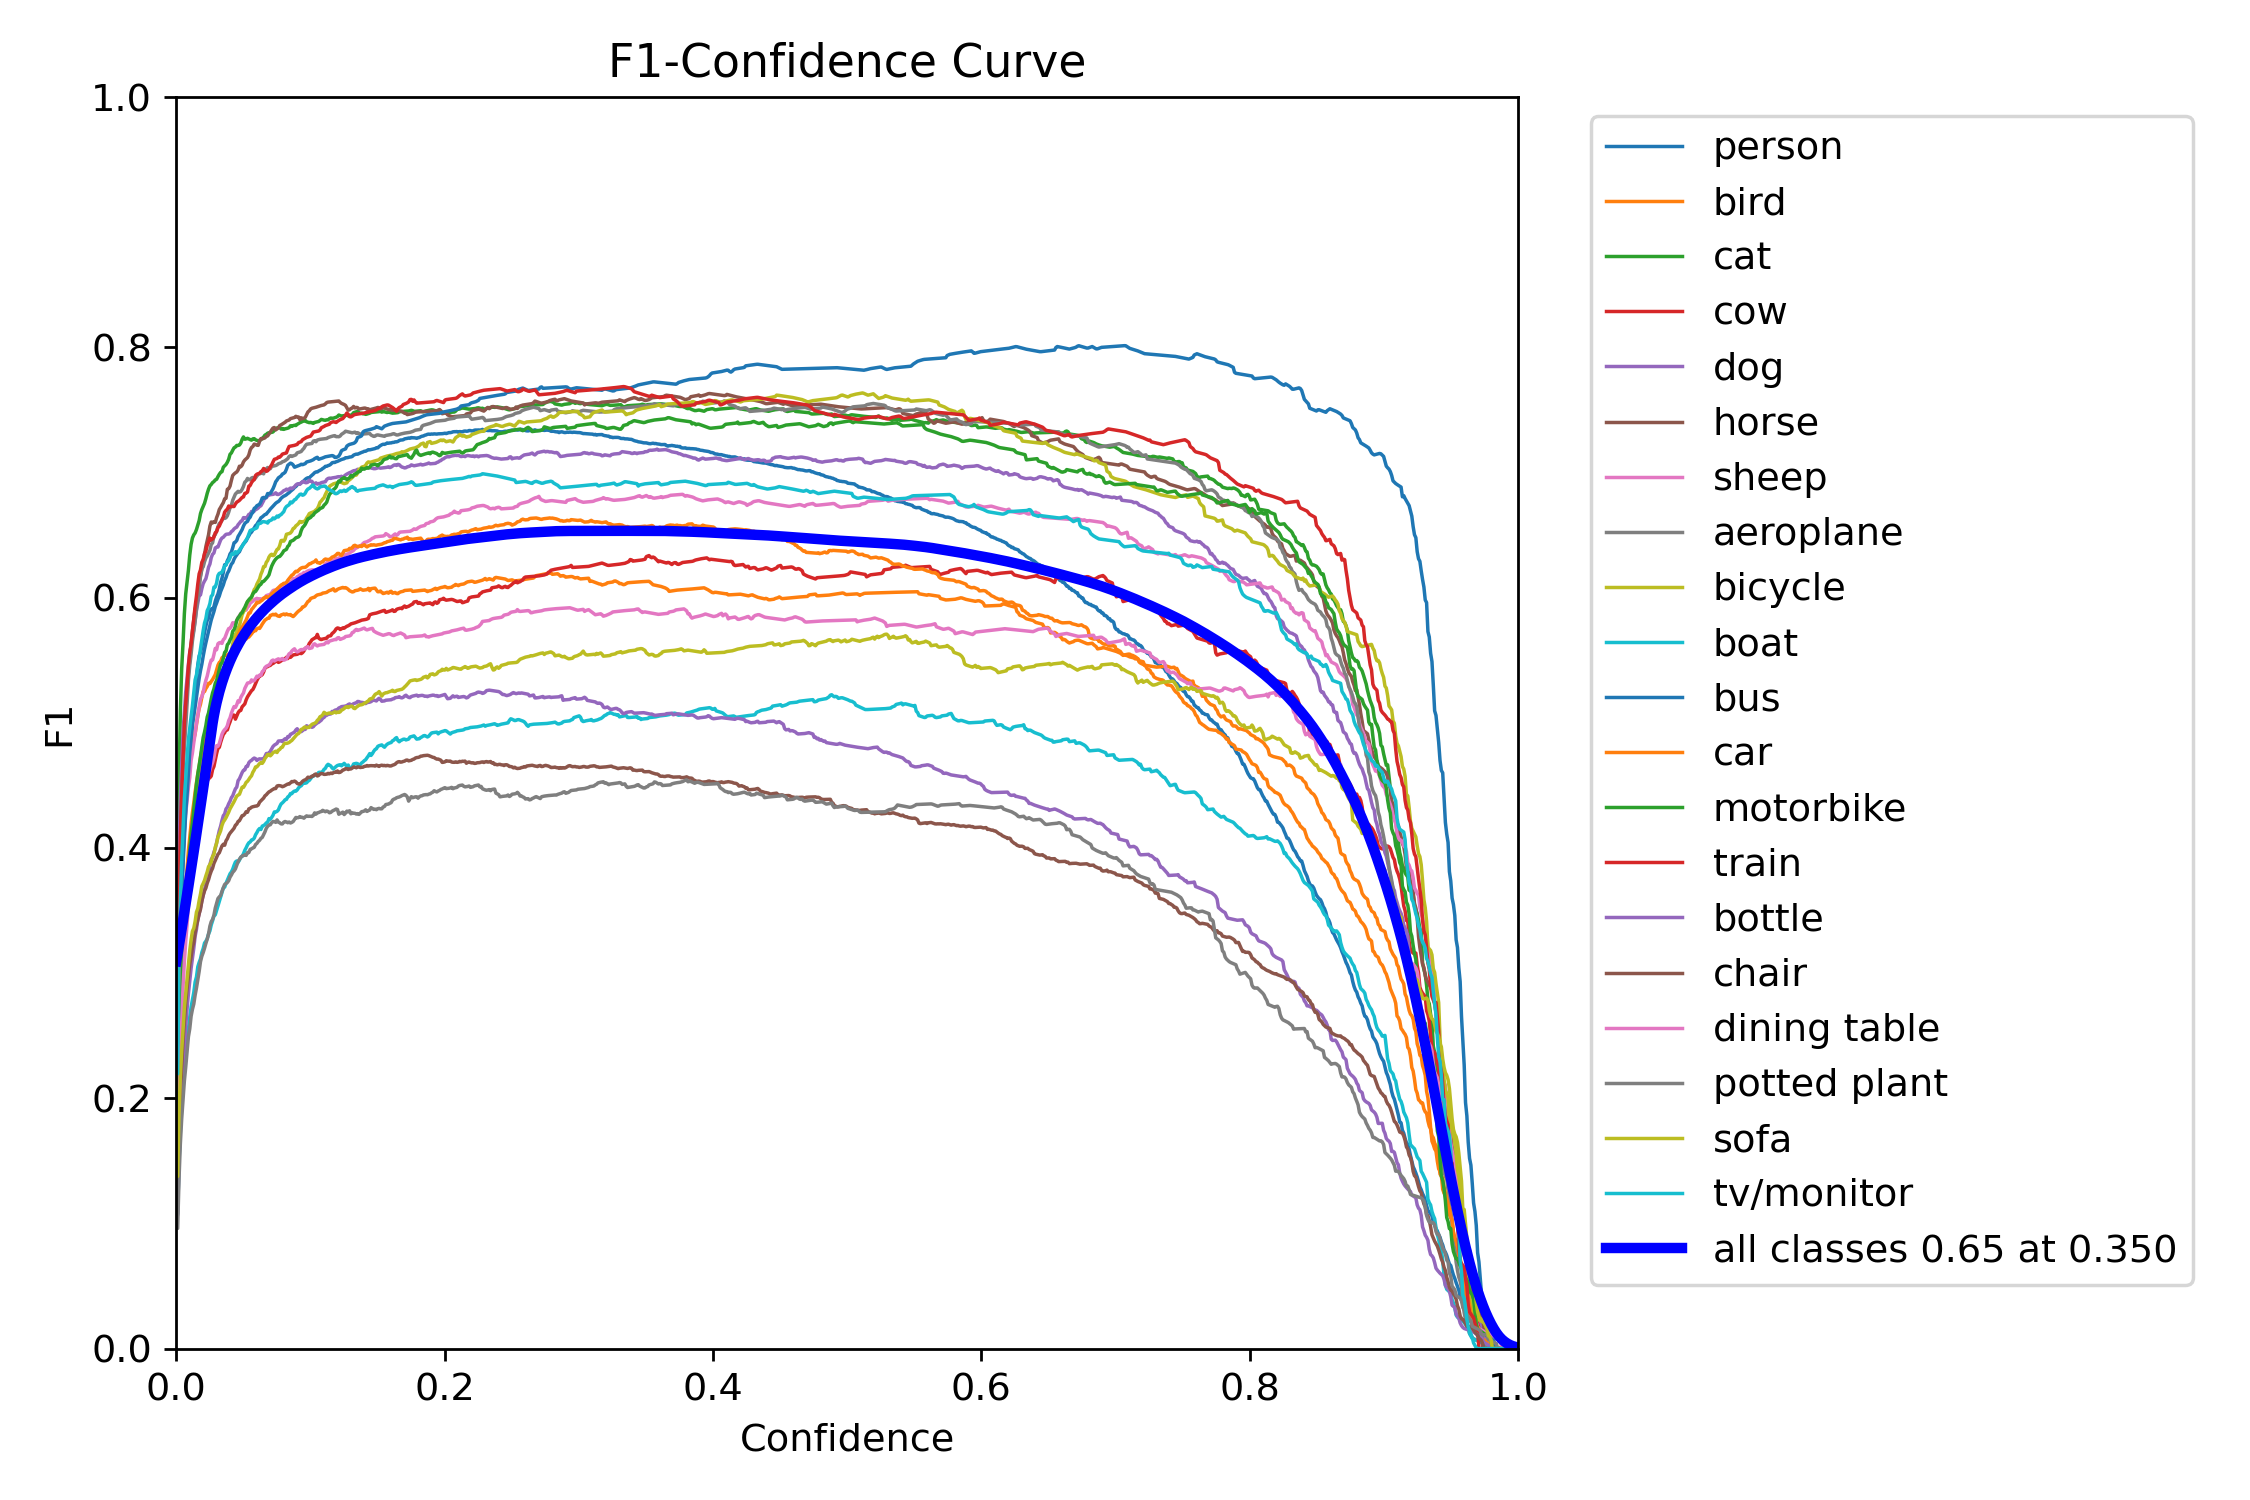 F1-Confidence Curve
1.0
0.8
0.6
0.4
0.2
0.0
F1
0.0 0.2 0.4 0.6 0.8 1.0
Confidence
person
bird
cat
cow
dog
horse
sheep
aeroplane
bicycle
boat
bus
car
motorbike
train
bottle
chair
dining table
potted plant
sofa
tv/monitor
all classes 0.65 at 0.350